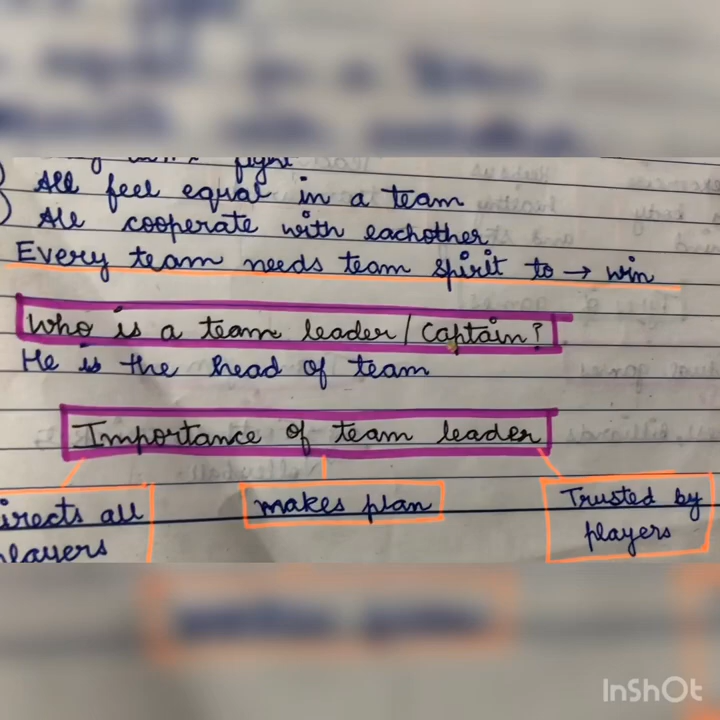 fight
All feel equal in a team
All cooperate with eachother
Every team needs team spirit to → win
Who is a team leader / Captain?
He is the head of team
Importance of team leader
irects all
players
makes plan
Trusted by
players
InShOt